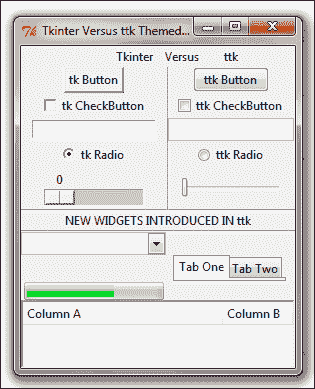 Tkinter Versus ttk Themed...
Tkinter Versus ttk
tk Button ttk Button
tk CheckButton ttk CheckButton
tk Radio ttk Radio
0
NEW WIDGETS INTRODUCED IN ttk
Tab One Tab Two
Column A Column B